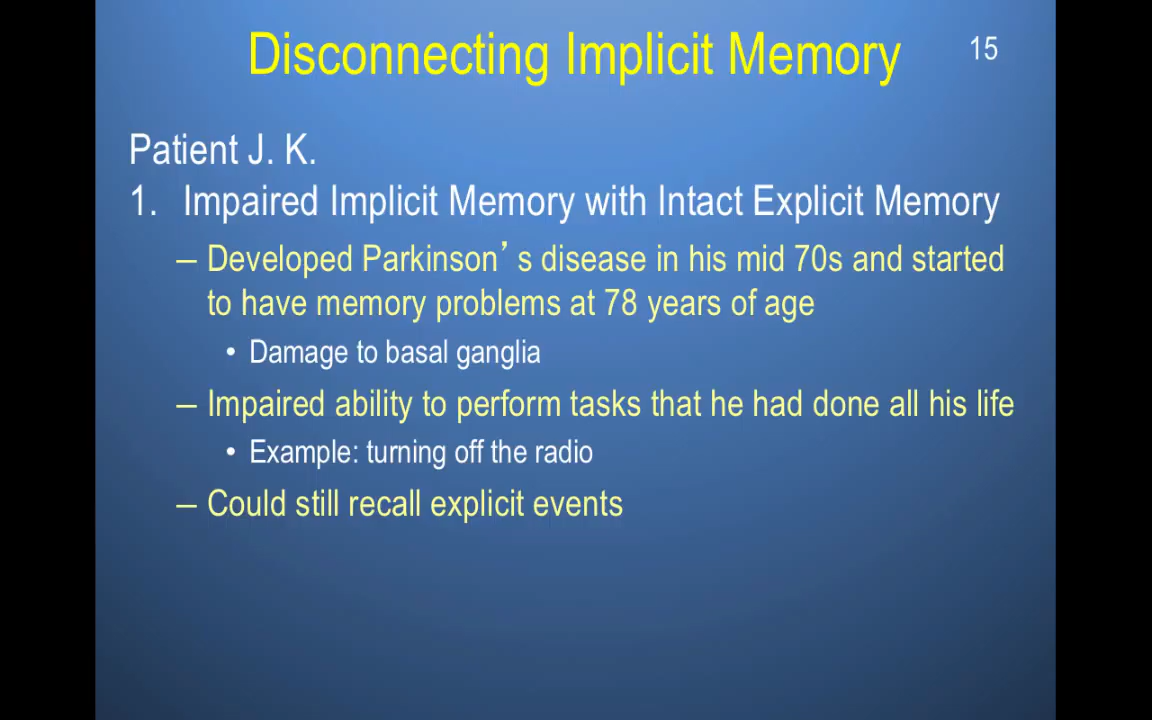 Disconnecting Implicit Memory
15
Patient J. K.
1. Impaired Implicit Memory with Intact Explicit Memory
– Developed Parkinson’s disease in his mid 70s and started
to have memory problems at 78 years of age
• Damage to basal ganglia
– Impaired ability to perform tasks that he had done all his life
• Example: turning off the radio
– Could still recall explicit events